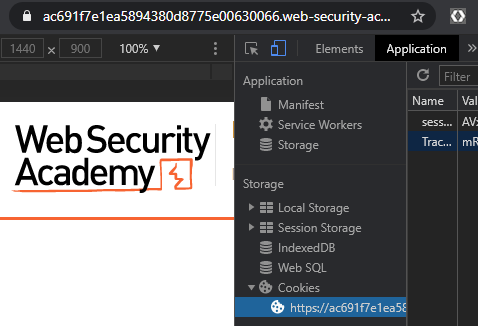 ac691f7e1ea5894380d8775e00630066.web-security-ac...
1440 × 900 100% ▼
Elements Application »
Filter
Application
Manifest
Service Workers
Storage
Storage
Local Storage
Session Storage
IndexedDB
Web SQL
Cookies
https://ac691f7e1ea58
Name Val
sess... AVx
Trac... mR
Web Security
Academy